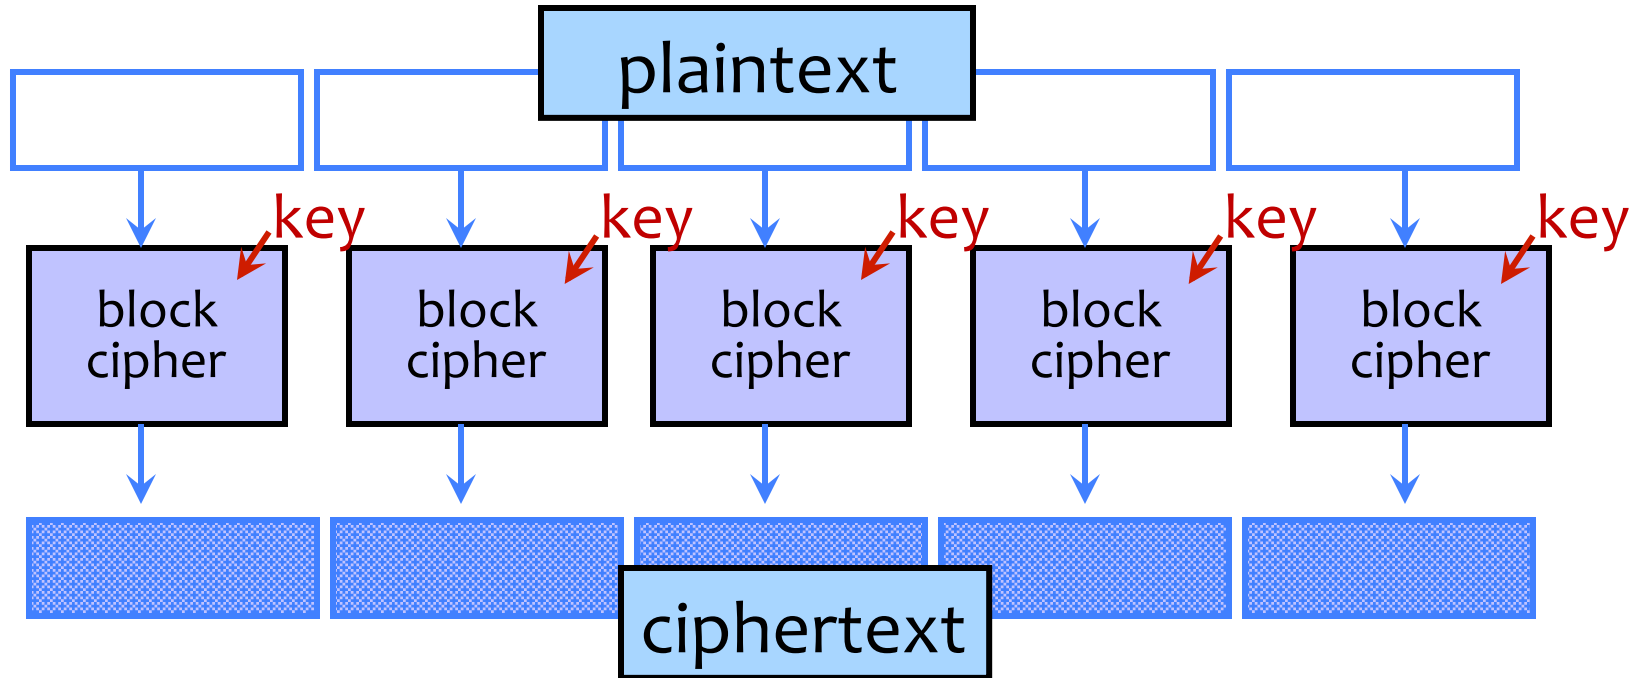 plaintext
key key key key key
block block block block block
cipher cipher cipher cipher cipher
ciphertext